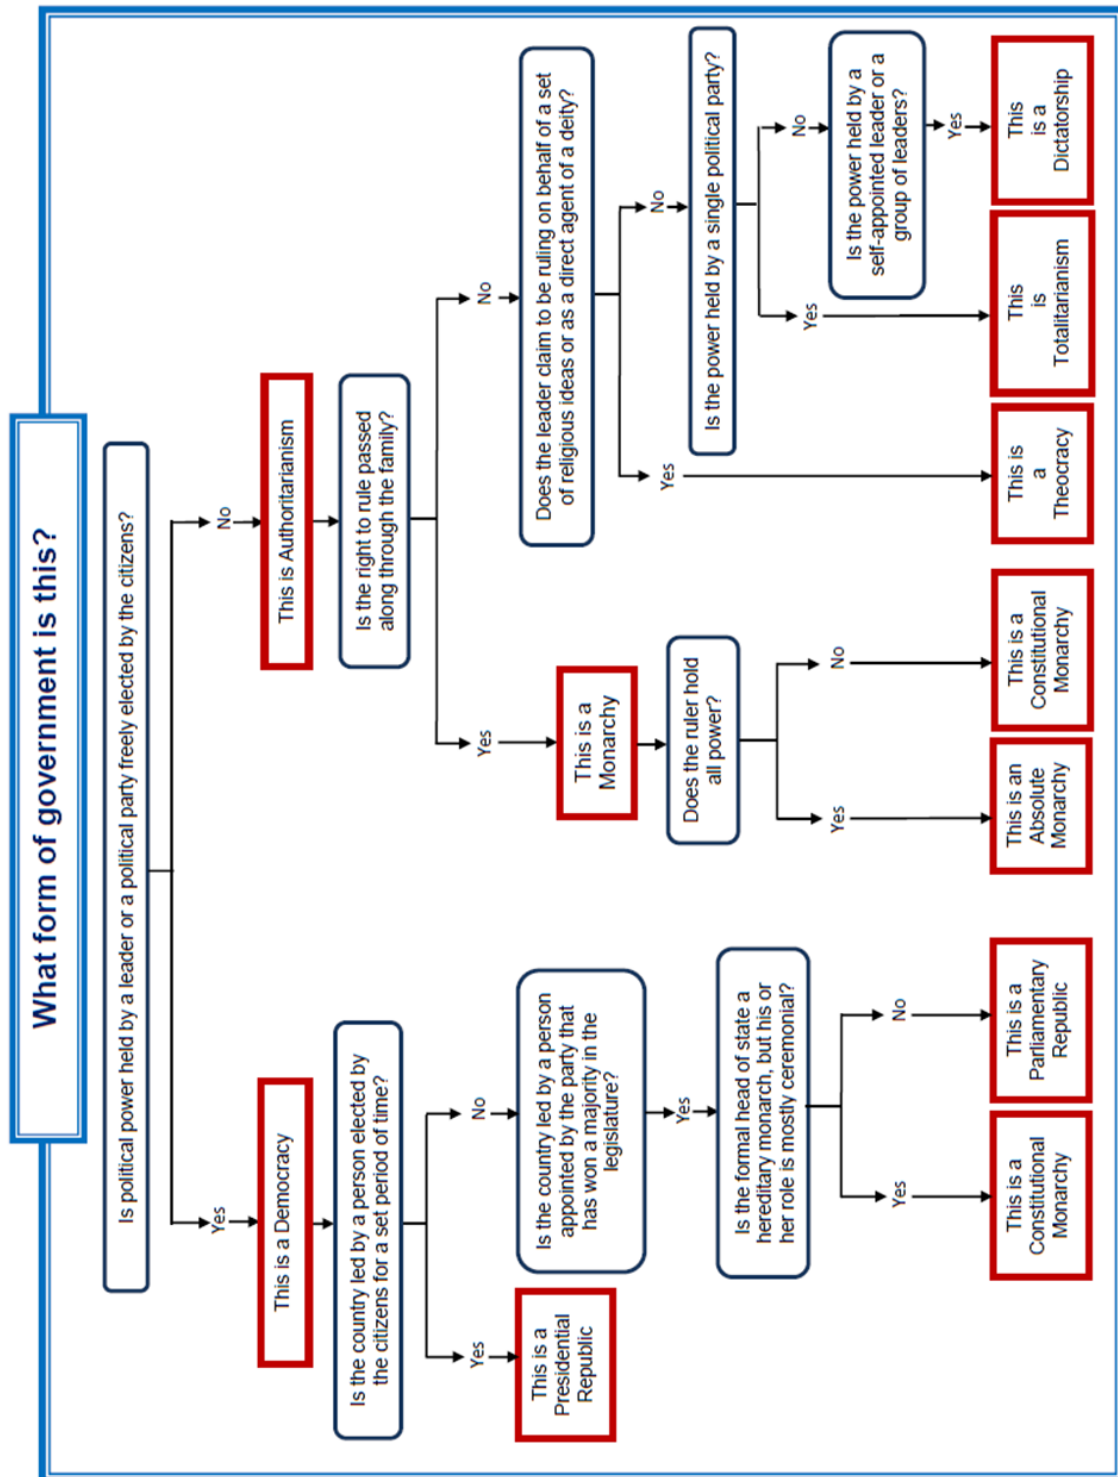 What form of government is this?
Is political power held by a leader or a political party freely elected by the citizens?
Yes
No
This is a Democracy
This is Authoritarianism
Is the country led by a person elected by
the citizens for a set period of time?
Is the right to rule passed
along through the family?
Yes
No
Yes
No
This is a
Presidential
Republic
Is the country led by a person
appointed by the party that
has won a majority in the
legislature?
This is a
Monarchy
Does the leader claim to be ruling on behalf of a set
of religious ideas or as a direct agent of a deity?
Yes
Does the ruler hold
all power?
Yes
No
Is the formal head of state a
hereditary monarch, but his or
her role is mostly ceremonial?
Is the power held by a single political party?
Yes
No
Yes
No
Yes
No
Is the power held by a
self-appointed leader or a
group of leaders?
Yes
This is a
Constitutional
Monarchy
This is a
Parliamentary
Republic
This is an
Absolute
Monarchy
This is a
Constitutional
Monarchy
This is
a
Theocracy
This
is
Totalitarianism
This
is a
Dictatorship